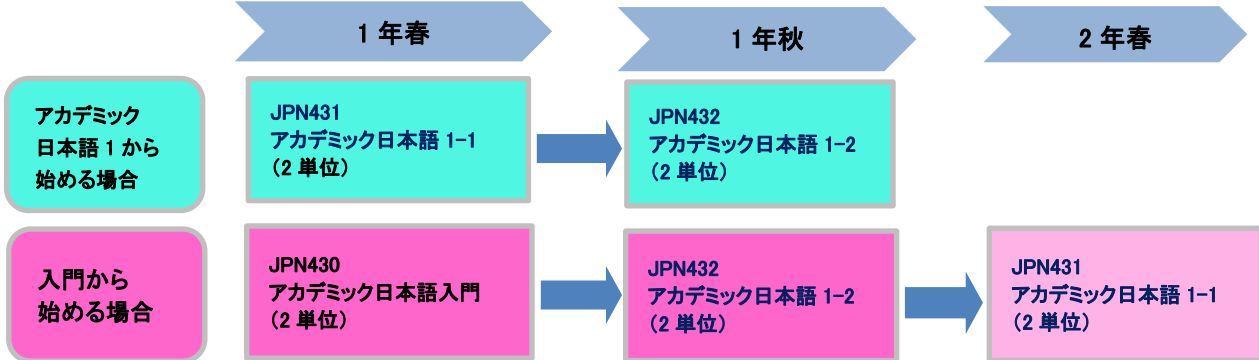 1 年春
1 年秋
2 年春
アカデミック
日本語 1 から
始める場合
JPN431
アカデミック日本語 1-1
(2 単位)
JPN432
アカデミック日本語 1-2
(2 単位)
入門から
始める場合
JPN430
アカデミック日本語入門
(2 単位)
JPN432
アカデミック日本語 1-2
(2 単位)
JPN431
アカデミック日本語 1-1
(2 単位)